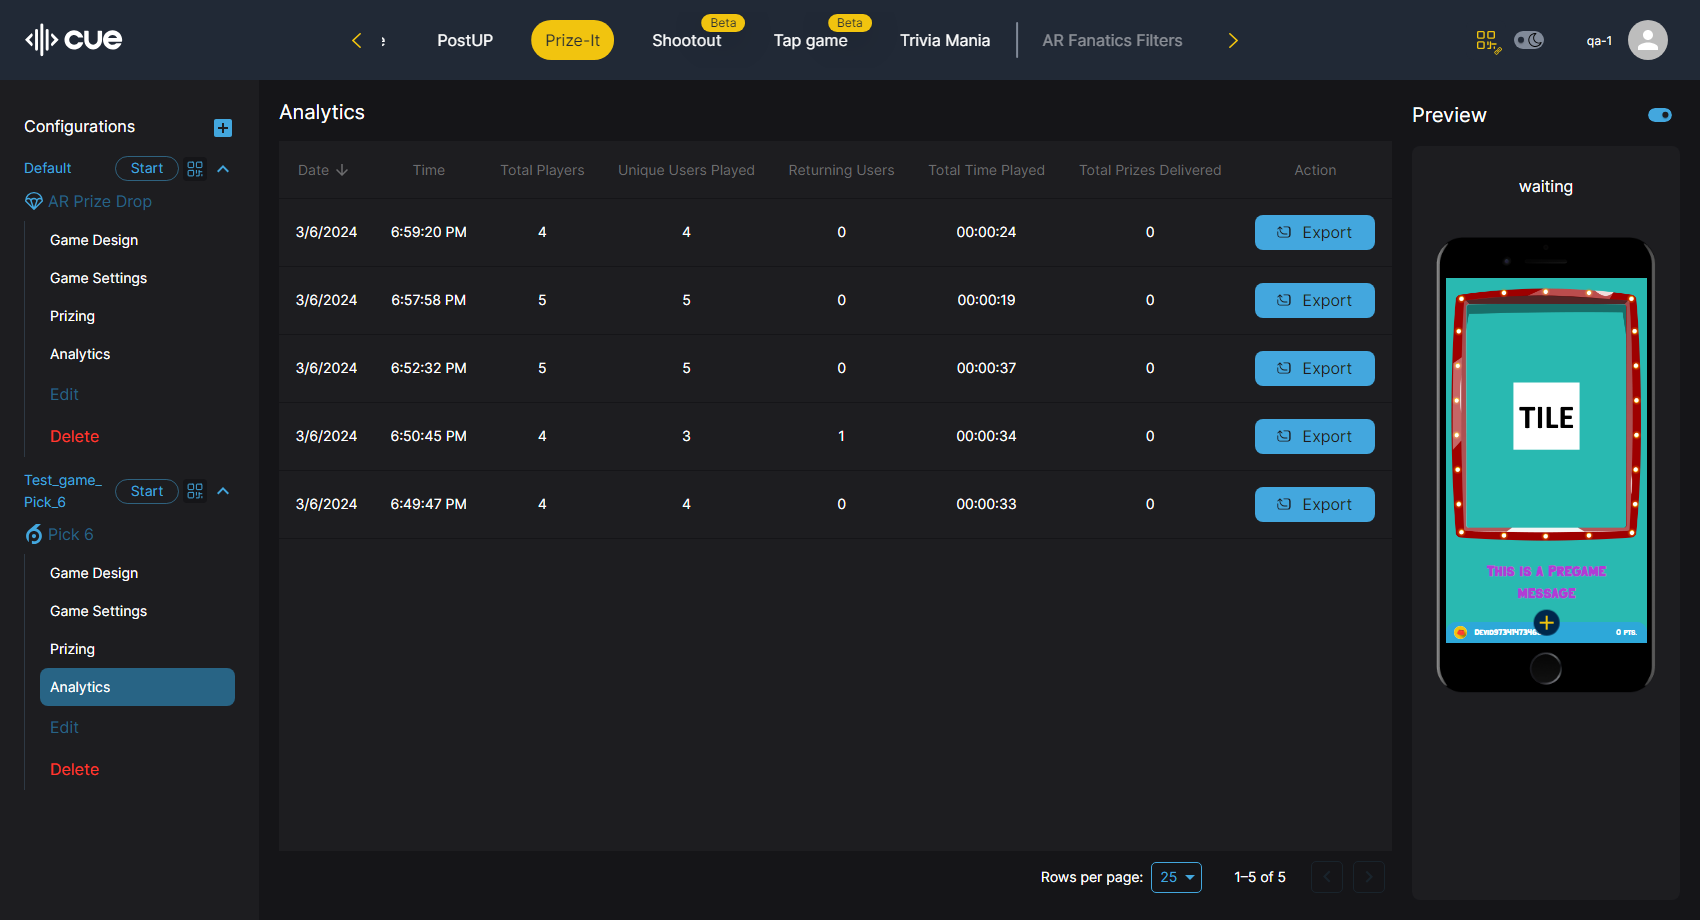 cue
e
PostUP
Prize-It
Shootout
Beta
Tap game
Beta
Trivia Mania
AR Fanatics Filters
qa-1
Configurations
Default
Start
AR Prize Drop
Game Design
Game Settings
Prizing
Analytics
Edit
Delete
Test_game_
Pick_6
Start
Pick 6
Game Design
Game Settings
Prizing
Analytics
Edit
Delete
Analytics
Date Time Total Players Unique Users Played Returning Users Total Time Played Total Prizes Delivered Action
3/6/2024 6:59:20 PM 4 4 0 00:00:24 0 Export
3/6/2024 6:57:58 PM 5 5 0 00:00:19 0 Export
3/6/2024 6:52:32 PM 5 5 0 00:00:37 0 Export
3/6/2024 6:50:45 PM 4 3 1 00:00:34 0 Export
3/6/2024 6:49:47 PM 4 4 0 00:00:33 0 Export
Rows per page: 25 1–5 of 5
Preview
waiting
TILE
THIS IS A PREGAME
MESSAGE
0 PTS.